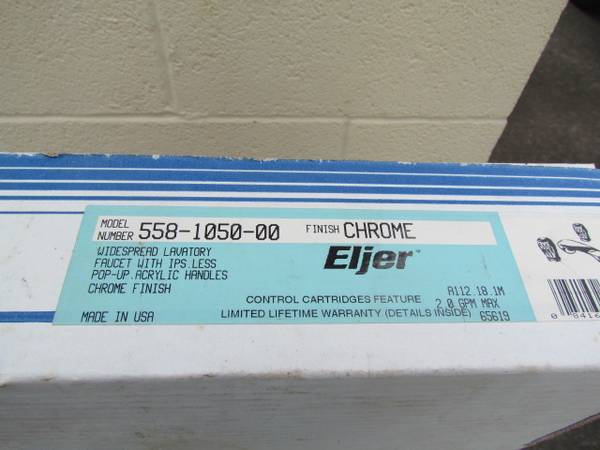 MODEL NUMBER 558-1050-00 FINISH CHROME
WIDESPREAD LAVATORY
FAUCET WITH IPS LESS
POP-UP. ACRYLIC HANDLES
CHROME FINISH
Eljer
A112.18.1M
CONTROL CARTRIDGES FEATURE 2.0 GPM MAX
MADE IN USA LIMITED LIFETIME WARRANTY (DETAILS INSIDE) 65619
0 8416